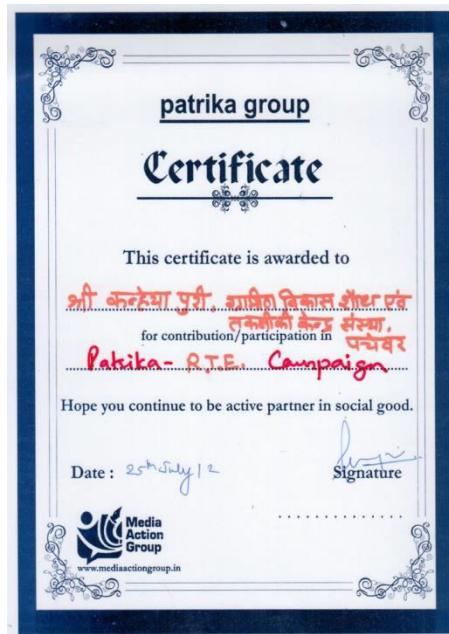 patrika group
Certificate
This certificate is awarded to
श्री कन्हैया पुरी, ग्रामिण विकास शोध एवं
तकनीकी केन्द्र संस्था,
for contribution/participation in पचेवर
Patrika- R.T.E. Campaign
Hope you continue to be active partner in social good.
Date : 25th July 12
Signature
Media
Action
Group
www.mediaactiongroup.in